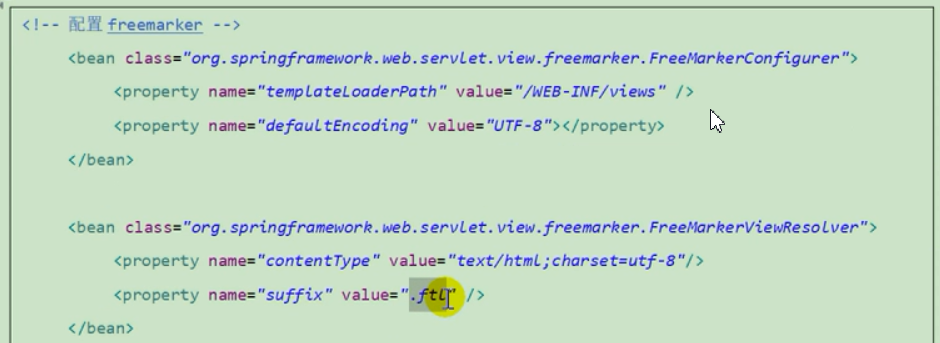 <!-- 配置 freemarker -->
<bean class="org.springframework.web.servlet.view.freemarker.FreeMarkerConfigurer">
<property name="templateLoaderPath" value="/WEB-INF/views" />
<property name="defaultEncoding" value="UTF-8"></property>
</bean>
<bean class="org.springframework.web.servlet.view.freemarker.FreeMarkerViewResolver">
<property name="contentType" value="text/html;charset=utf-8"/>
<property name="suffix" value=".ftl" />
</bean>